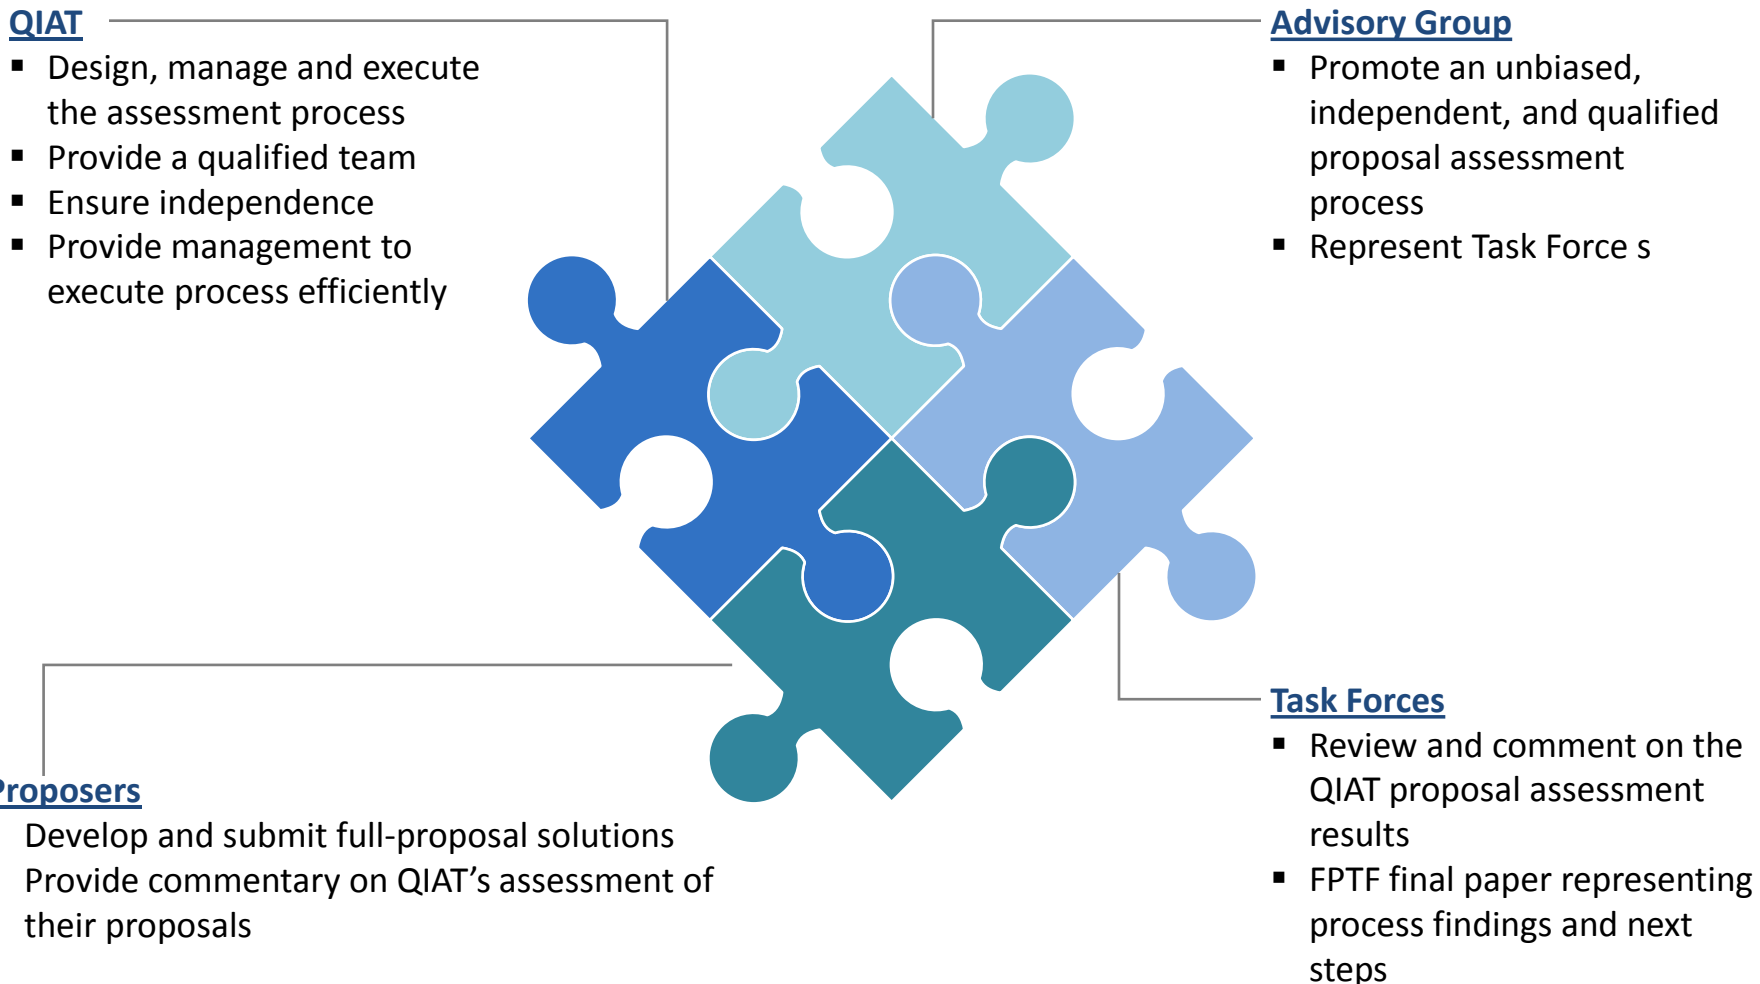 QIAT
▪ Design, manage and execute
the assessment process
▪ Provide a qualified team
▪ Ensure independence
▪ Provide management to
execute process efficiently
Advisory Group
▪ Promote an unbiased,
independent, and qualified
proposal assessment
process
▪ Represent Task Force s
Proposers
Develop and submit full-proposal solutions
Provide commentary on QIAT’s assessment of
their proposals
Task Forces
▪ Review and comment on the
QIAT proposal assessment
results
▪ FPTF final paper representing
process findings and next
steps